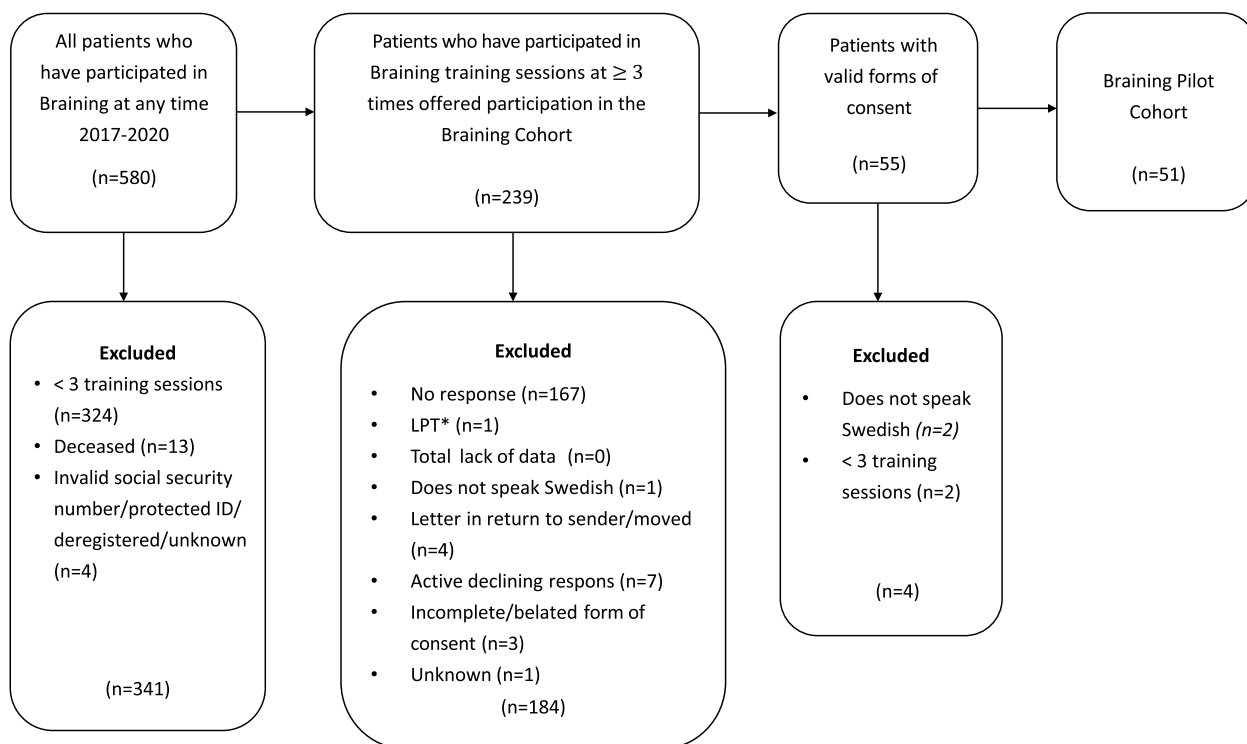 All patients who
have participated in
Braining at any time
2017-2020
(n=580)
Patients who have participated in
Braining training sessions at ≥ 3
times offered participation in the
Braining Cohort
(n=239)
Patients with
valid forms of
consent
(n=55)
Braining Pilot
Cohort
(n=51)
Excluded
• < 3 training sessions
(n=324)
• Deceased (n=13)
• Invalid social security
number/protected ID/
deregistered/unknown
(n=4)
(n=341)
Excluded
• No response (n=167)
• LPT* (n=1)
• Total lack of data (n=0)
• Does not speak Swedish (n=1)
• Letter in return to sender/moved
(n=4)
• Active declining respons (n=7)
• Incomplete/belated form of
consent (n=3)
• Unknown (n=1)
(n=184)
Excluded
• Does not speak
Swedish (n=2)
• < 3 training
sessions (n=2)
(n=4)